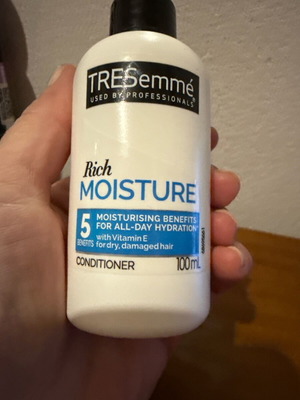 TRESemmé
USED BY PROFESSIONALS
Rich
MOISTURE
5
BENEFITS
MOISTURISING BENEFITS
FOR ALL-DAY HYDRATION*
with Vitamin E
for dry, damaged hair
CONDITIONER
100mL